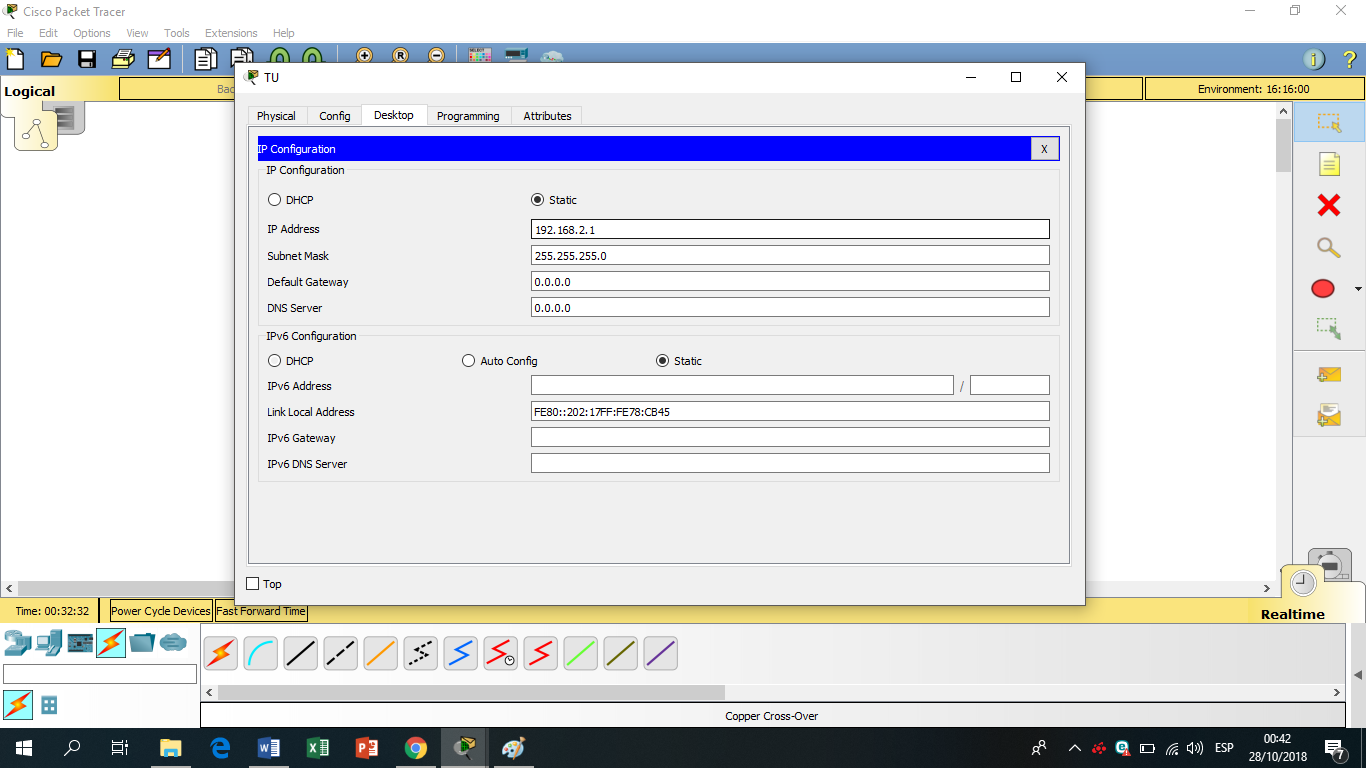 Cisco Packet Tracer
File Edit Options View Tools Extensions Help
R SELECT i ?
Logical
Bac
Environment: 16:16:00
TU
Physical Config Desktop Programming Attributes
IP Configuration X
IP Configuration
DHCP Static
IP Address 192.168.2.1
Subnet Mask 255.255.255.0
Default Gateway 0.0.0.0
DNS Server 0.0.0.0
IPv6 Configuration
DHCP Auto Config Static
IPv6 Address /
Link Local Address FE80::202:17FF:FE78:CB45
IPv6 Gateway
IPv6 DNS Server
Top
Time: 00:32:32 Power Cycle Devices Fast Forward Time
Realtime
Copper Cross-Over
ESP
00:42
28/10/2018
7